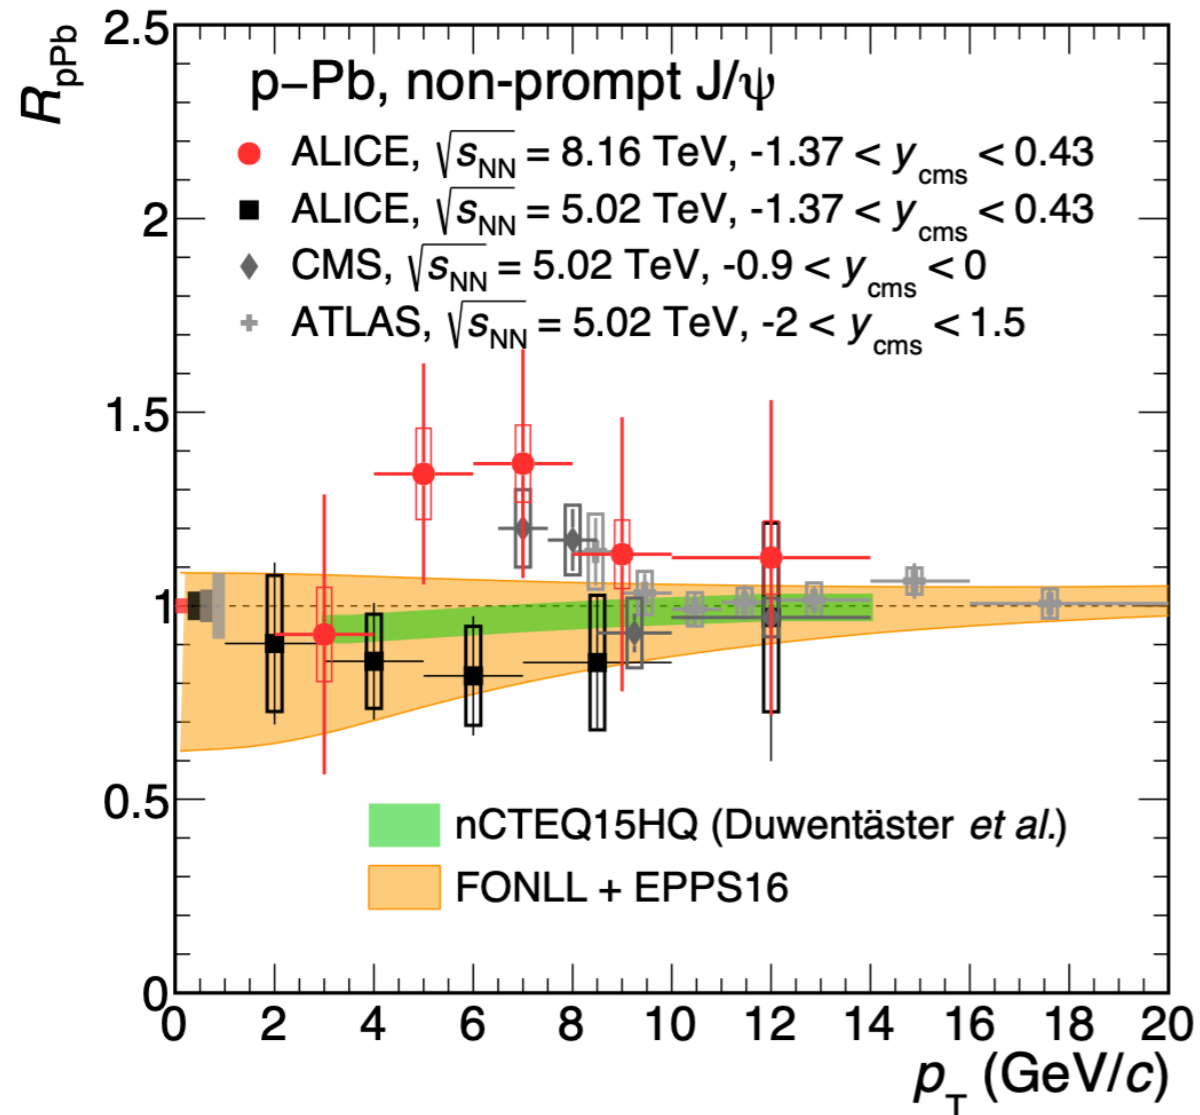 2.5
R_pPb
p−Pb, non-prompt J/ψ
ALICE, √s_NN = 8.16 TeV, -1.37 < y_cms < 0.43
2
ALICE, √s_NN = 5.02 TeV, -1.37 < y_cms < 0.43
CMS, √s_NN = 5.02 TeV, -0.9 < y_cms < 0
ATLAS, √s_NN = 5.02 TeV, -2 < y_cms < 1.5
1.5
1
0.5
nCTEQ15HQ (Duwentäster et al.)
FONLL + EPPS16
0
0 2 4 6 8 10 12 14 16 18 20
p_T (GeV/c)